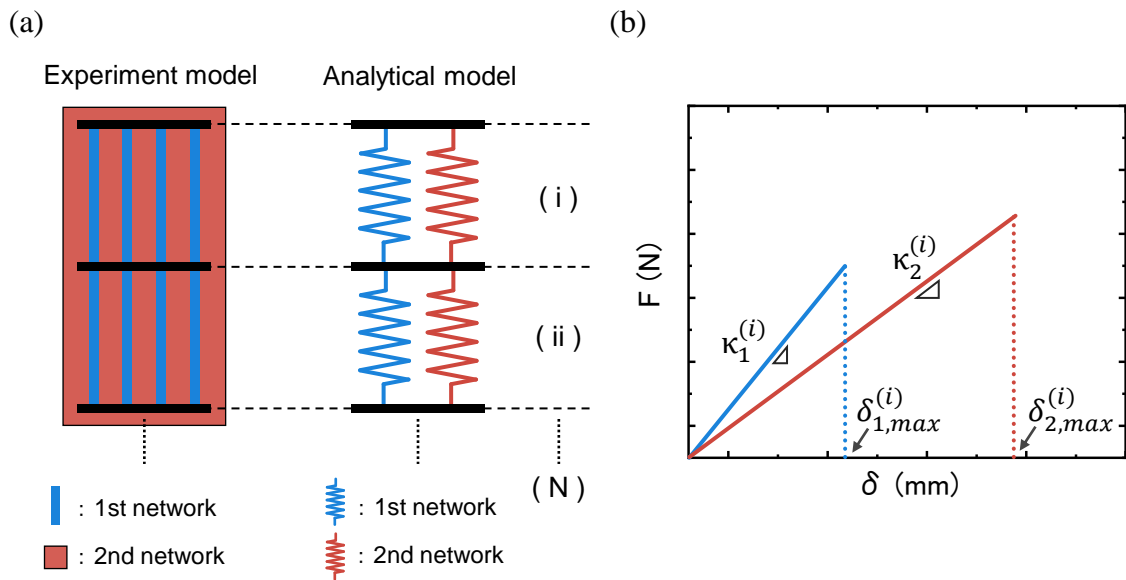 (a)
Experiment model
Analytical model
( i )
( ii )
( N )
: 1st network
: 1st network
: 2nd network
: 2nd network
(b)
F (N)
κ₁⁽ⁱ⁾
κ₂⁽ⁱ⁾
δ₁,ₘₐₓ⁽ⁱ⁾
δ₂,ₘₐₓ⁽ⁱ⁾
δ (mm)